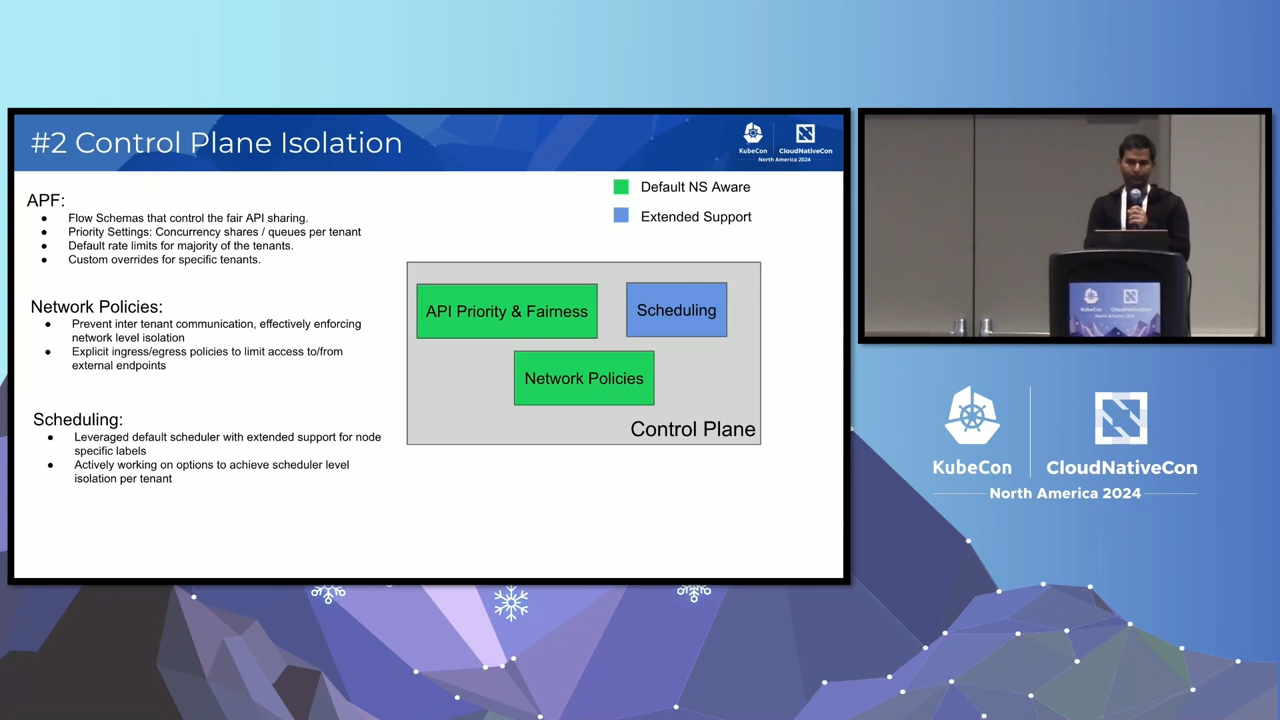 #2 Control Plane Isolation
KubeCon
CloudNativeCon
North America 2024
APF:
● Flow Schemas that control the fair API sharing.
● Priority Settings: Concurrency shares / queues per tenant
● Default rate limits for majority of the tenants.
● Custom overrides for specific tenants.
Network Policies:
● Prevent inter tenant communication, effectively enforcing
network level isolation
● Explicit ingress/egress policies to limit access to/from
external endpoints
Scheduling:
● Leveraged default scheduler with extended support for node
specific labels
● Actively working on options to achieve scheduler level
isolation per tenant
Default NS Aware
Extended Support
API Priority & Fairness
Scheduling
Network Policies
Control Plane
KubeCon
CloudNativeCon
North America 2024
KubeCon
CloudNativeCon
North America 2024